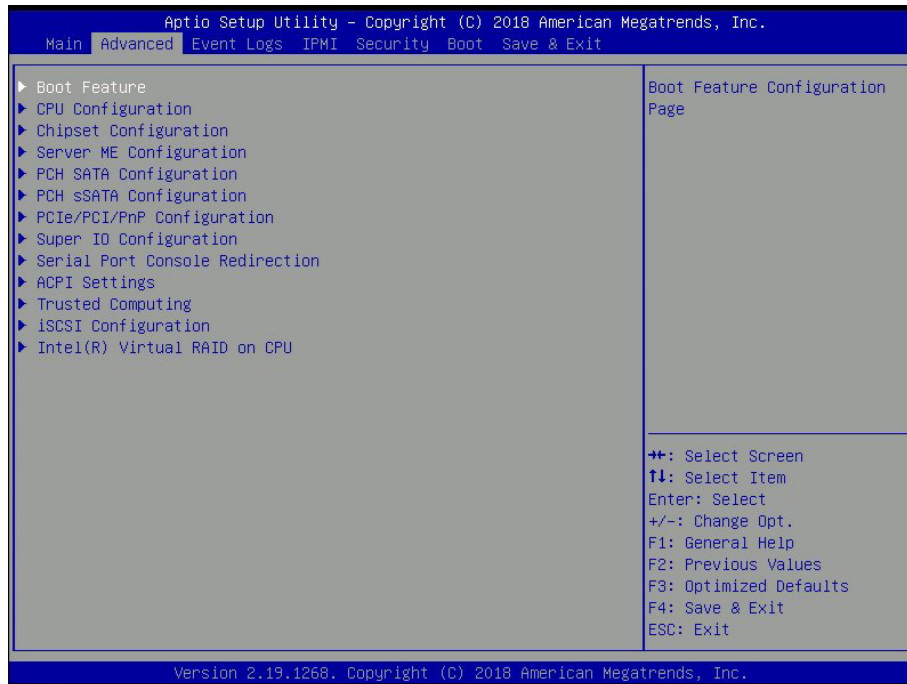 Aptio Setup Utility – Copyright (C) 2018 American Megatrends, Inc.
Main Advanced Event Logs IPMI Security Boot Save & Exit
▶ Boot Feature
▶ CPU Configuration
▶ Chipset Configuration
▶ Server ME Configuration
▶ PCH SATA Configuration
▶ PCH sSATA Configuration
▶ PCIe/PCI/PnP Configuration
▶ Super IO Configuration
▶ Serial Port Console Redirection
▶ ACPI Settings
▶ Trusted Computing
▶ iSCSI Configuration
▶ Intel(R) Virtual RAID on CPU
Boot Feature Configuration
Page
→←: Select Screen
↑↓: Select Item
Enter: Select
+/-: Change Opt.
F1: General Help
F2: Previous Values
F3: Optimized Defaults
F4: Save & Exit
ESC: Exit
Version 2.19.1268. Copyright (C) 2018 American Megatrends, Inc.